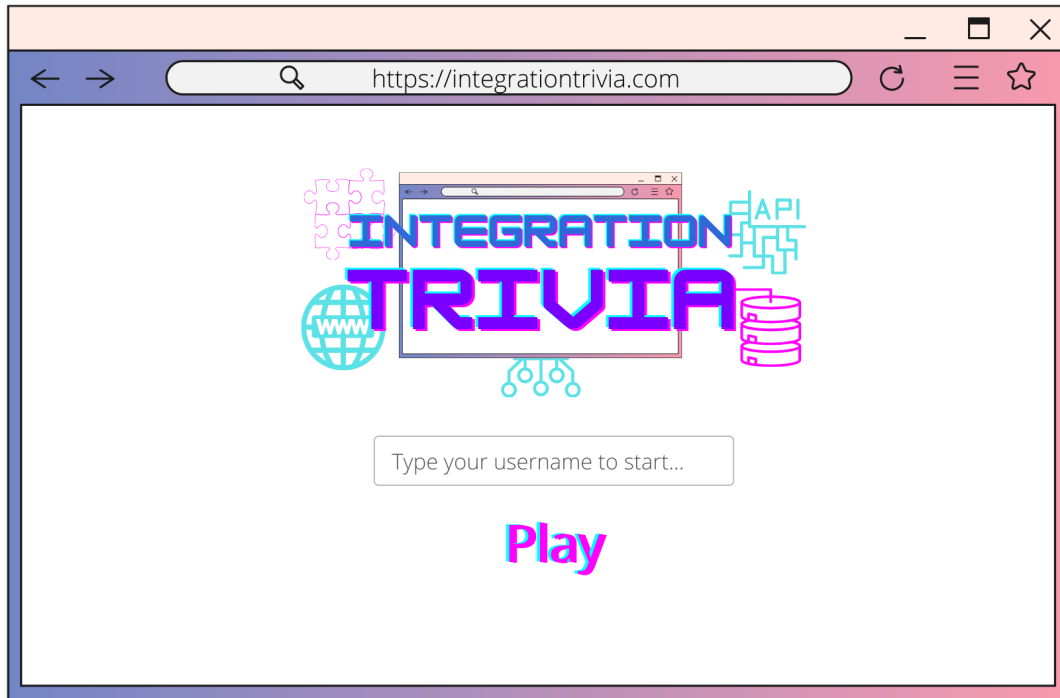 https://integrationtrivia.com
INTEGRATION
TRIVIA
API
WWW
Type your username to start...
Play